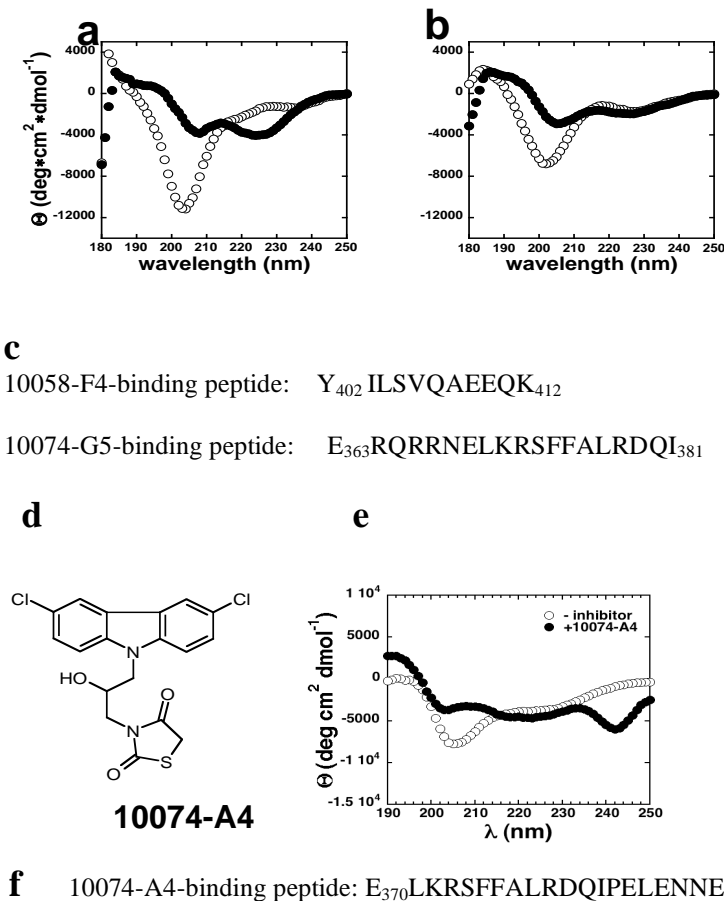 a
b
4000
0
-4000
-8000
-12000
Θ (deg*cm²*dmol⁻¹)
180 190 200 210 220 230 240 250
wavelength (nm)
4000
0
-4000
-8000
-12000
180 190 200 210 220 230 240 250
wavelength (nm)
c
10058-F4-binding peptide: Y₄₀₂ ILSVQAEEQK₄₁₂
10074-G5-binding peptide: E₃₆₃RQRRNELKRSFFALRDQI₃₈₁
d
e
Cl
Cl
N
HO
O
N
O
S
10074-A4
1 10⁴
5000
0
-5000
-1 10⁴
-1.5 10⁴
Θ (deg cm² dmol⁻¹)
- inhibitor
+10074-A4
190 200 210 220 230 240 250
λ (nm)
f 10074-A4-binding peptide: E₃₇₀LKRSFFALRDQIPELENNE